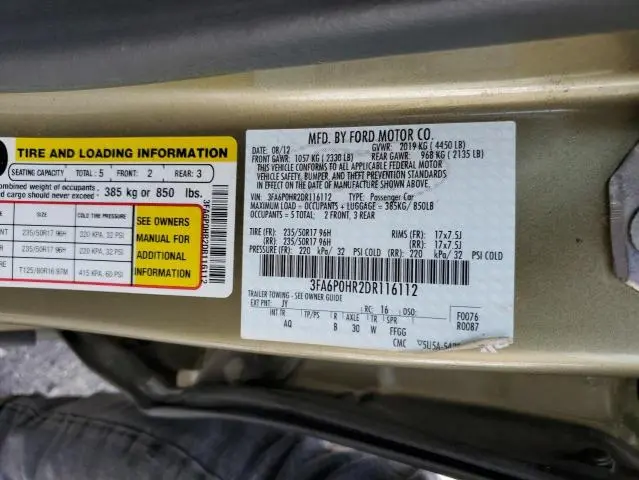 TIRE AND LOADING INFORMATION
SEATING CAPACITY TOTAL: 5 FRONT: 2 REAR: 3
combined weight of occupants
cargo should never exceed : 385 kg or 850 lbs.
SIZE COLD TIRE PRESSURE
235/50R17 96H 220 KPA, 32 PSI
235/50R17 96H 220 KPA, 32 PSI
T125/80R16 97M 415 KPA, 60 PSI
SEE OWNERS
MANUAL FOR
ADDITIONAL
INFORMATION
3FA6P0HR2DR116112
MFD. BY FORD MOTOR CO.
08/12 GVWR: 2019 KG ( 4450 LB)
FRONT GAWR: 1057 KG ( 2330 LB) REAR GAWR: 968 KG ( 2135 LB)
THIS VEHICLE CONFORMS TO ALL APPLICABLE FEDERAL MOTOR
VEHICLE SAFETY, BUMPER, AND THEFT PREVENTION STANDARDS
IN EFFECT ON THE DATE OF MANUFACTURE SHOWN ABOVE.
VIN: 3FA6P0HR2DR116112 TYPE: Passenger Car
MAXIMUM LOAD = OCCUPANTS + LUGGAGE = 385KG/ 850LB
OCCUPANTS = 5 TOTAL: 2 FRONT, 3 REAR
TIRE (FR): 235/50R17 96H RIMS (FR): 17x7.5J
(RR): 235/50R17 96H (RR): 17x7.5J
PRESSURE (FR): 220 kPa/ 32 PSI COLD (RR): 220 kPa/ 32 PSI COLD
3FA6P0HR2DR116112
TRAILER TOWING - SEE OWNER GUIDE
EXT PNT: JY RC: 16 DSO: F0076
INT TR TP/PS R AXLE TR SPR R0087
AQ B 30 W FFGG
CMC